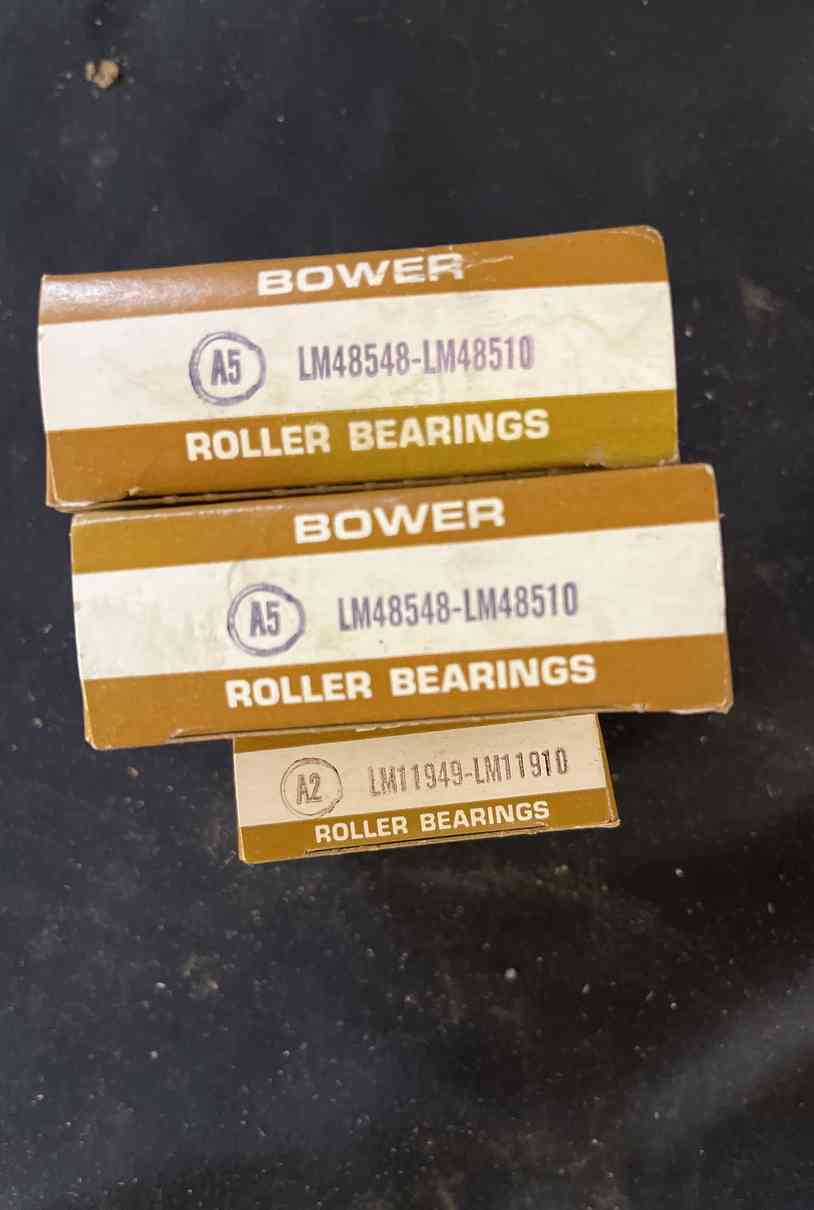 BOWER
A5 LM48548-LM48510
ROLLER BEARINGS
BOWER
A5 LM48548-LM48510
ROLLER BEARINGS
A2 LM11949-LM11910
ROLLER BEARINGS